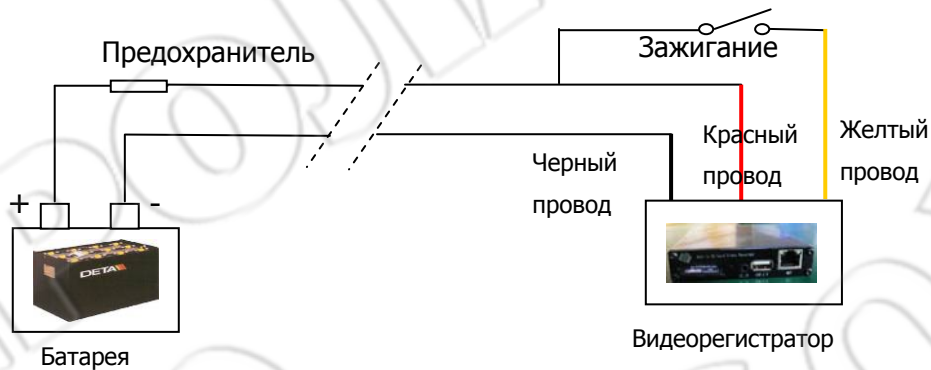 Предохранитель
Зажигание
Красный
провод
Желтый
провод
Черный
провод
+
-
DETA
Видеорегистратор
Батарея